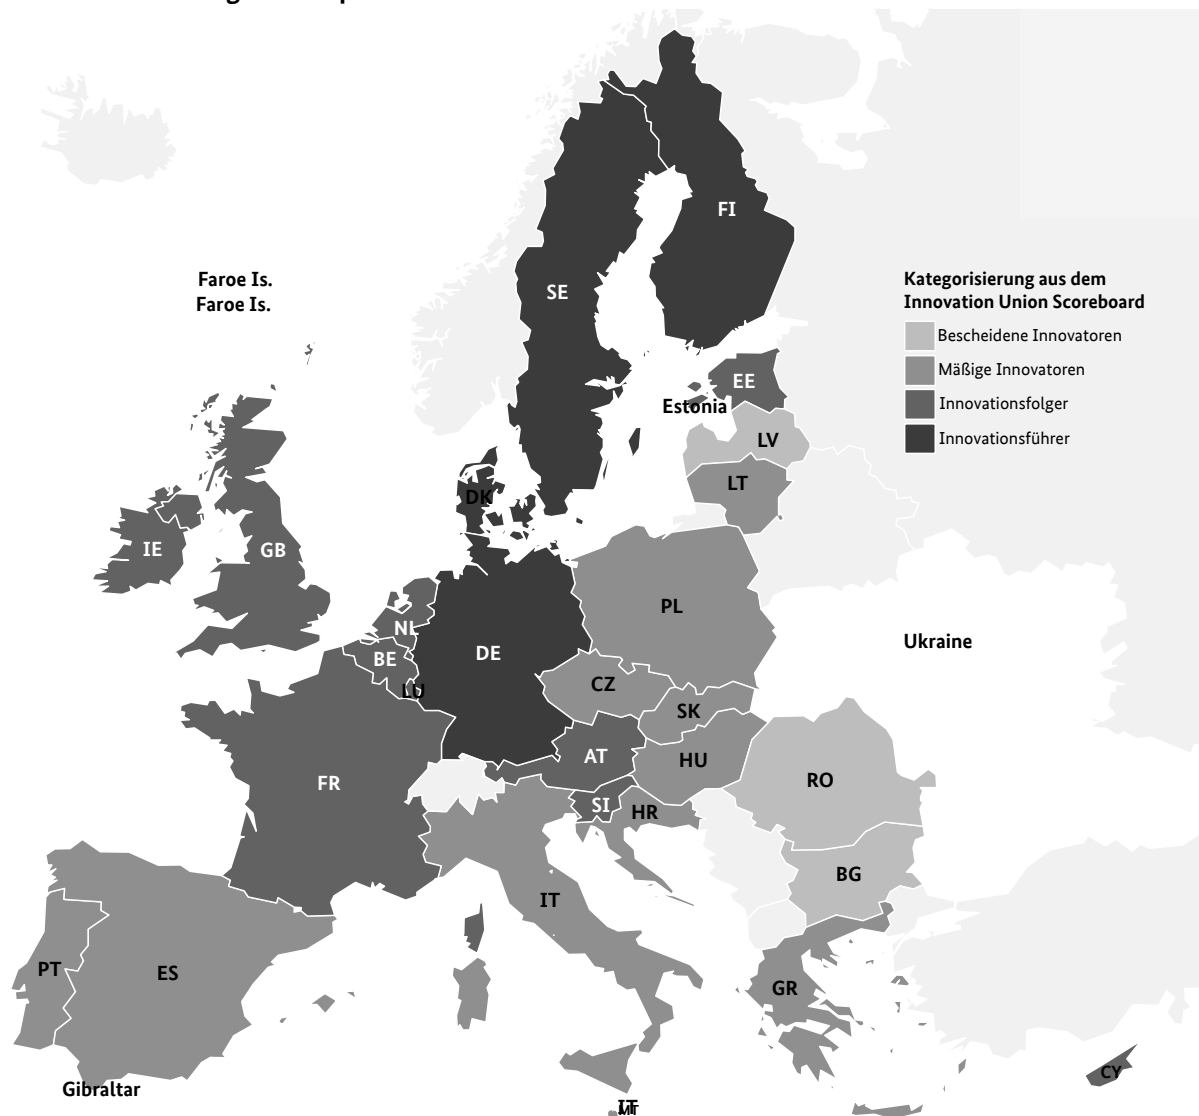 FI
Faroe Is.
Faroe Is.
SE
Kategorisierung aus dem
Innovation Union Scoreboard
Bescheidene Innovatoren
Mäßige Innovatoren
Innovationsfolger
Innovationsführer
EE
Estonia
LV
LT
DK
IE
GB
PL
NL
BE
DE
Ukraine
LU
CZ
SK
AT
HU
FR
RO
SI
HR
BG
IT
PT
ES
GR
CY
Gibraltar
IT